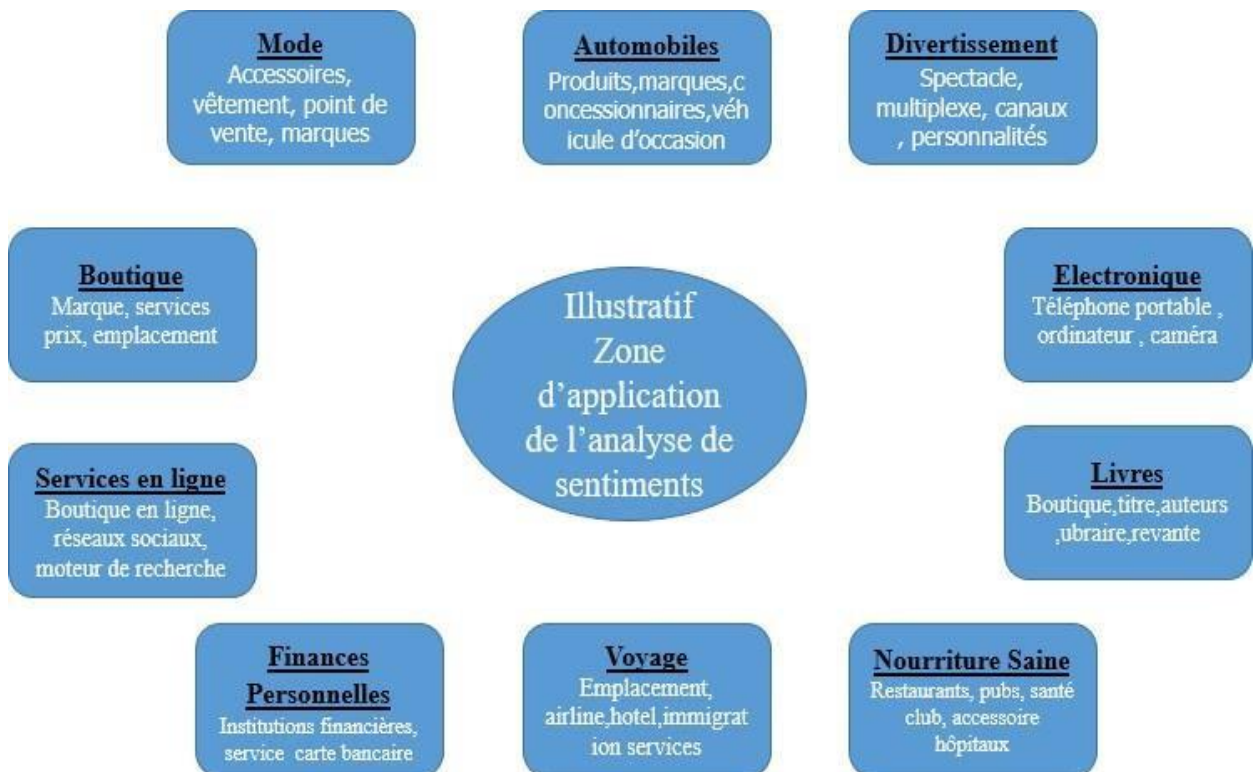 Mode
Accessoires,
vêtement, point de
vente, marques
Automobiles
Produits,marques,c
oncessionnaires,véh
icule d’occasion
Divertissement
Spectacle,
multiplexe, canaux
, personnalités
Boutique
Marque, services
prix, emplacement
Illustratif
Zone
d’application
de l’analyse de
sentiments
Electronique
Téléphone portable ,
ordinateur , caméra
Services en ligne
Boutique en ligne,
réseaux sociaux,
moteur de recherche
Livres
Boutique,titre,auteurs
,ubraire,revante
Finances
Personnelles
Institutions financières,
service carte bancaire
Voyage
Emplacement,
airline,hotel,immigrat
ion services
Nourriture Saine
Restaurants, pubs, santé
club, accessoire
hôpitaux